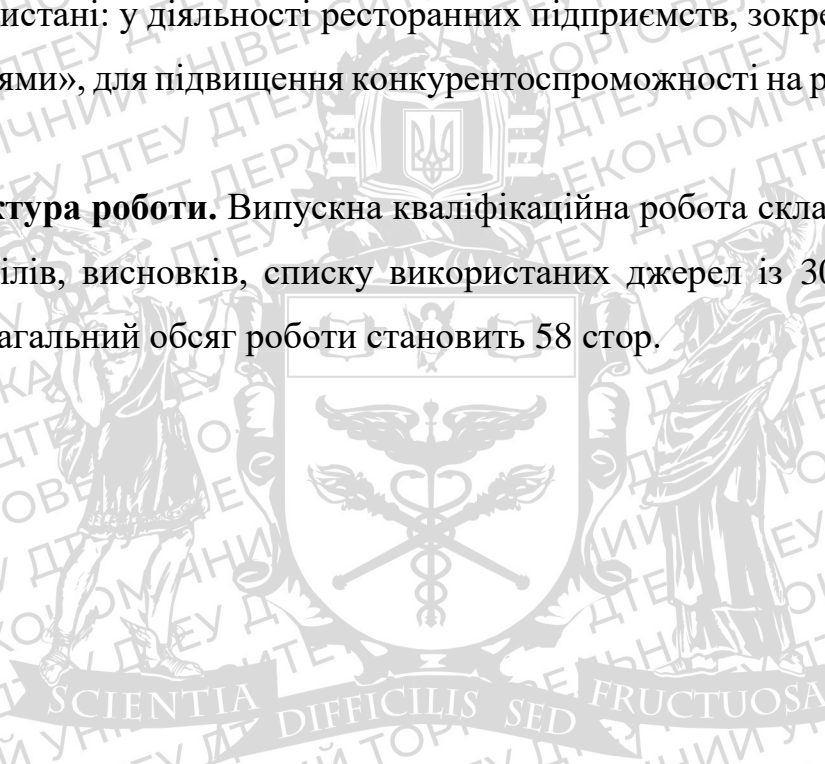 истані: у діяльності ресторанних підприємств, зокре
ями», для підвищення конкурентоспроможності на р
ктура роботи. Випускна кваліфікаційна робота скла
ілів, висновків, списку використаних джерел із 30
агальний обсяг роботи становить 58 стор.
SCIENTIA DIFFICILIS SED FRUCTUOSA